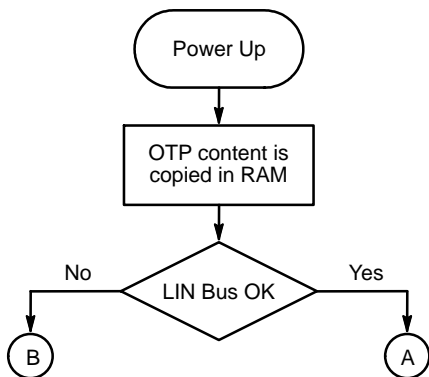 Power Up
OTP content is
copied in RAM
No
Yes
LIN Bus OK
B
A